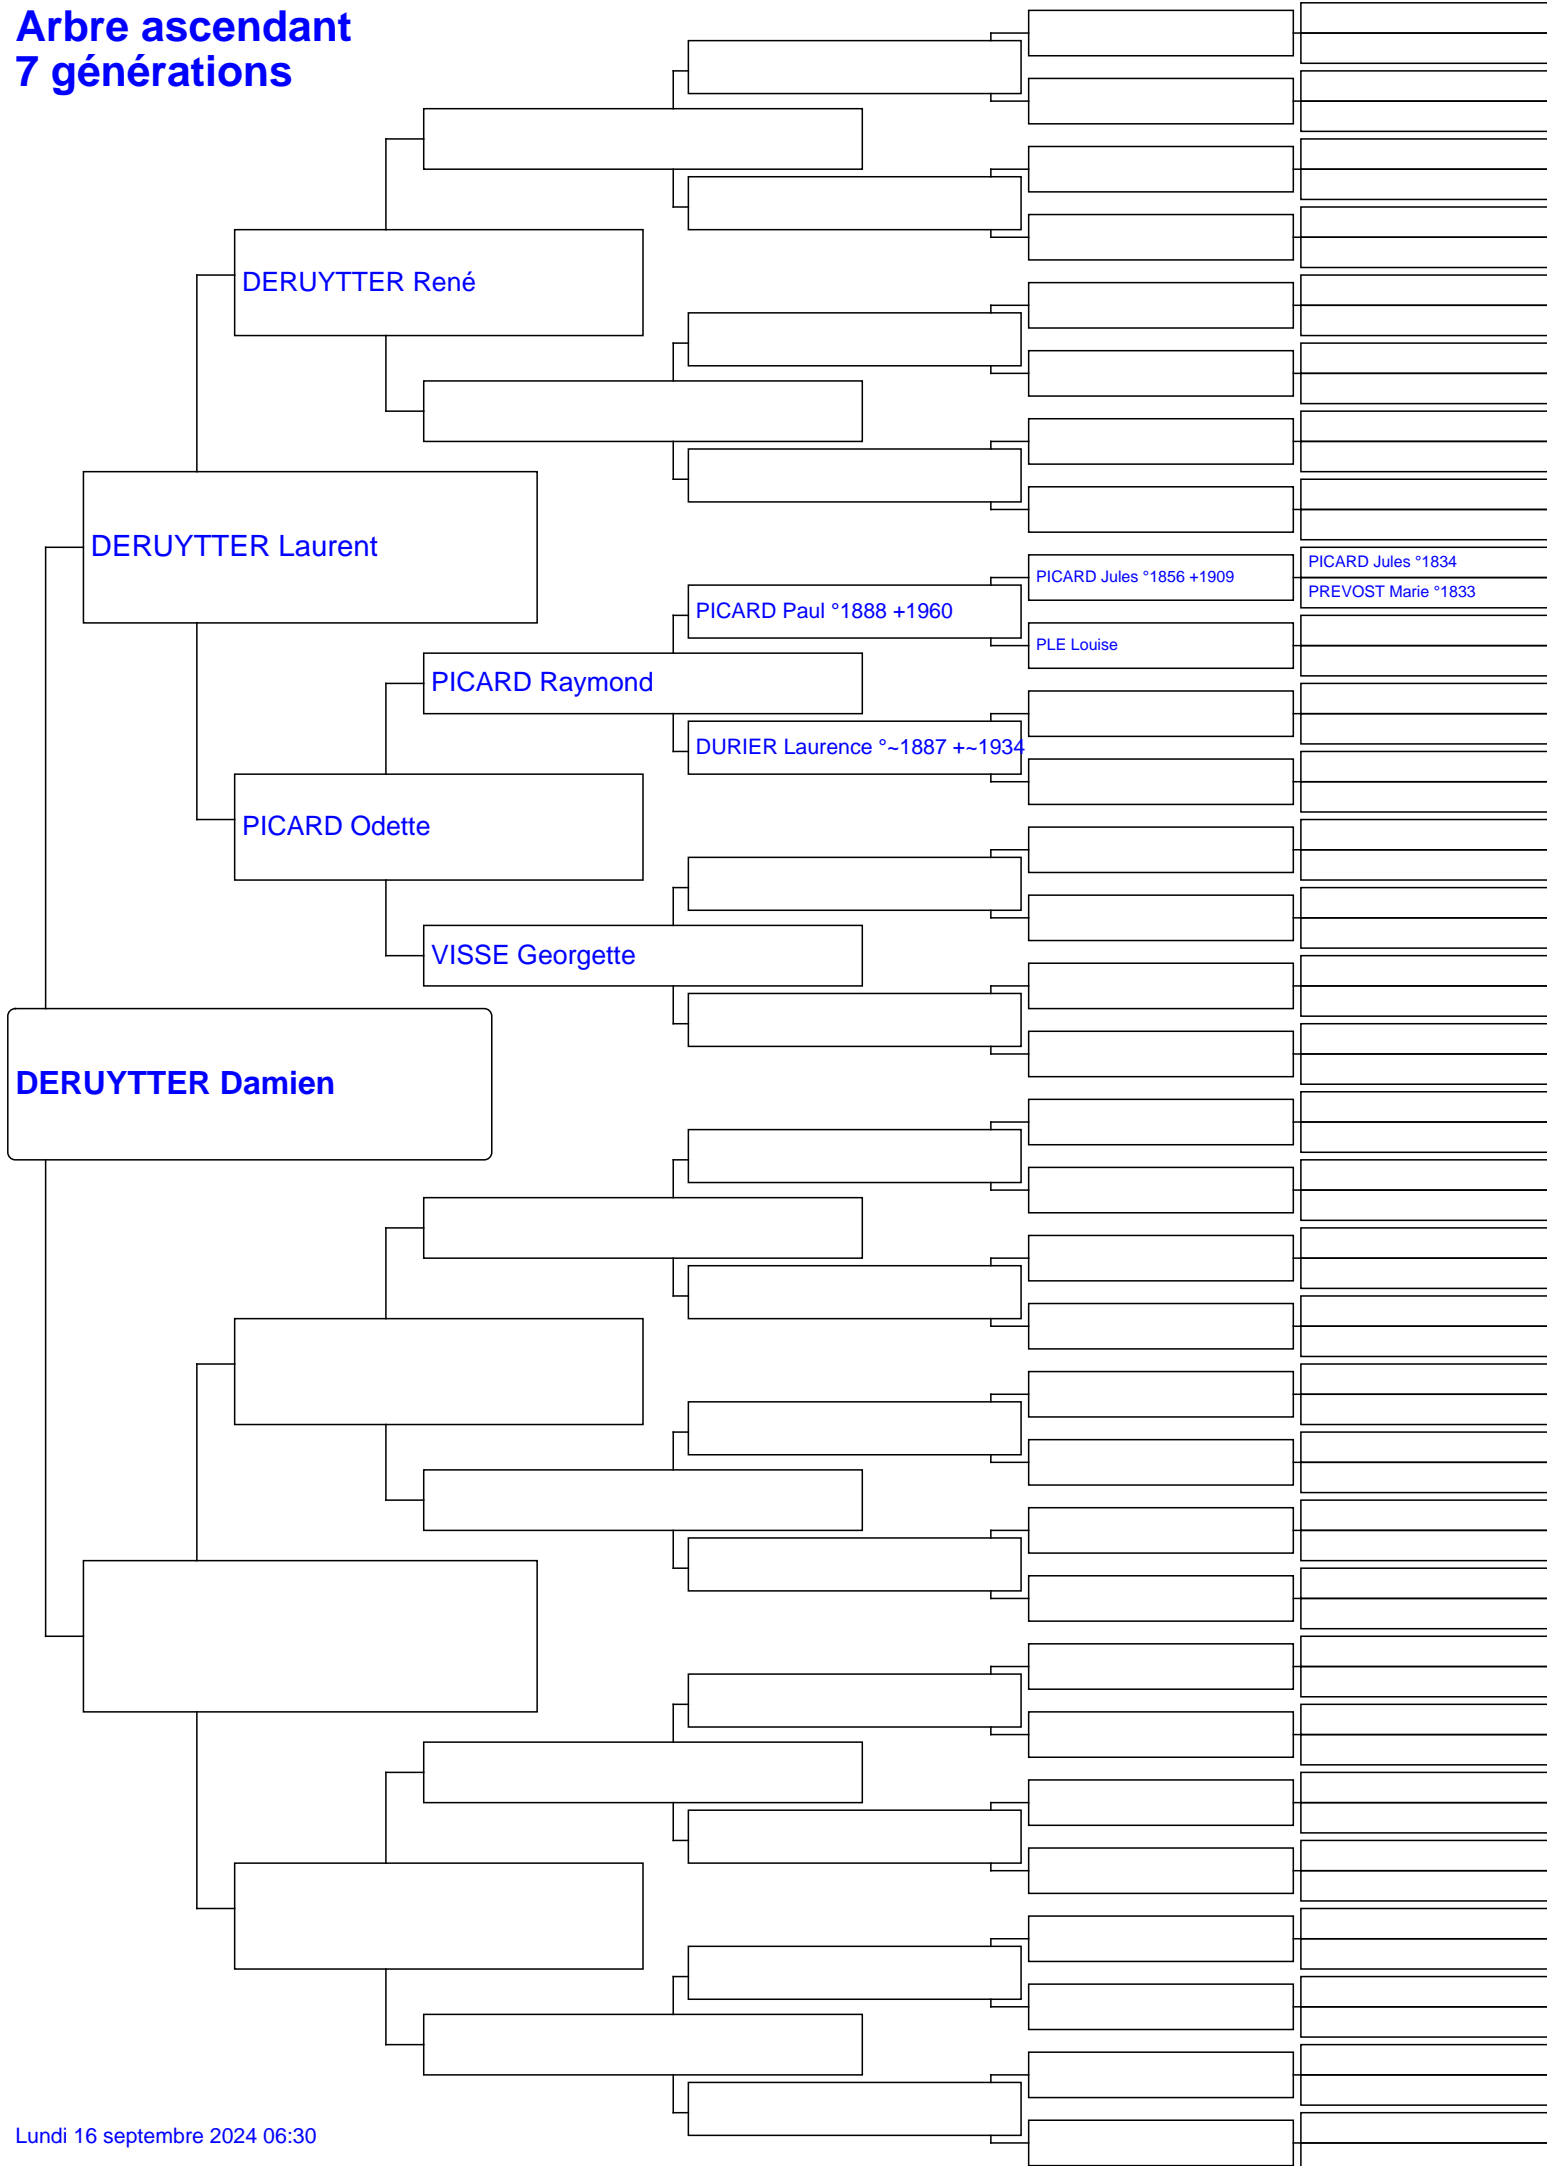 Arbre ascendant
7 générations
DERUYTTER René
DERUYTTER Laurent
PICARD Jules °1834
PICARD Jules °1856 +1909
PREVOST Marie °1833
PICARD Paul °1888 +1960
PLE Louise
PICARD Raymond
DURIER Laurence °~1887 +~1934
PICARD Odette
VISSE Georgette
DERUYTTER Damien
Lundi 16 septembre 2024 06:30